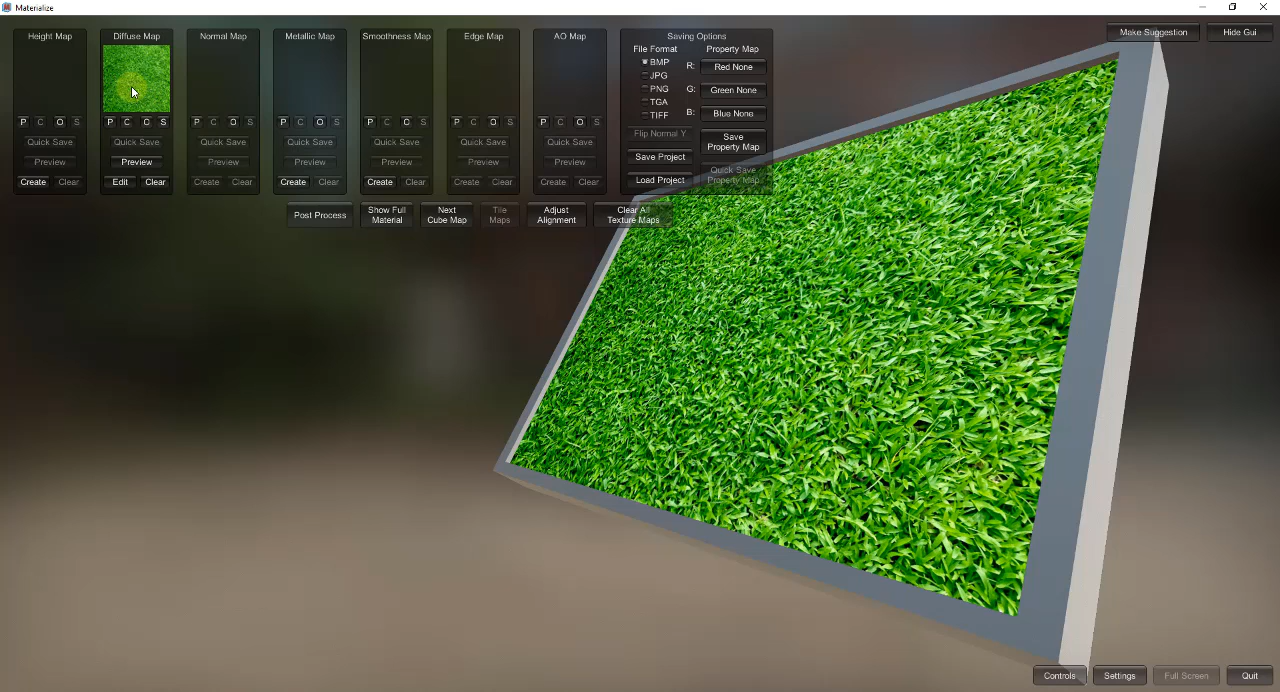 Materialize
Height Map
P C O S
Quick Save
Preview
Create Clear
Diffuse Map
P C O S
Quick Save
Preview
Edit Clear
Normal Map
P C O S
Quick Save
Preview
Create Clear
Metallic Map
P C O S
Quick Save
Preview
Create Clear
Smoothness Map
P C O S
Quick Save
Preview
Create Clear
Edge Map
P C O S
Quick Save
Preview
Create Clear
AO Map
P C O S
Quick Save
Preview
Create Clear
Saving Options
File Format
BMP
JPG
PNG
TGA
TIFF
Flip Normal Y
Save Project
Load Project
Property Map
R: Red None
G: Green None
B: Blue None
Save
Property Map
Quick Save
Property Map
Make Suggestion
Hide Gui
Post Process
Show Full
Material
Next
Cube Map
Tile
Maps
Adjust
Alignment
Clear All
Texture Maps
Controls
Settings
Full Screen
Quit